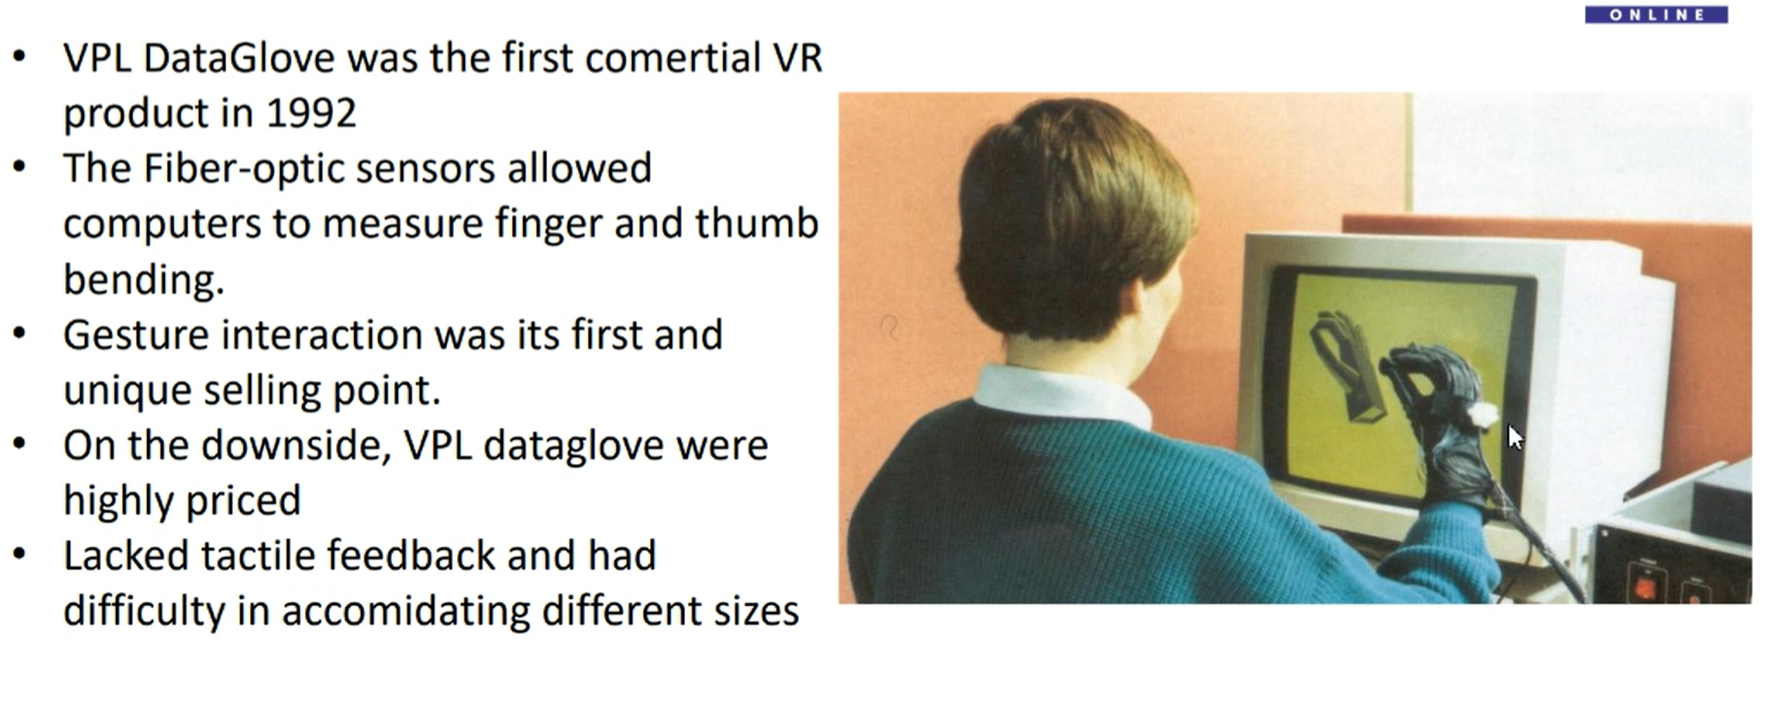 ONLINE
• VPL DataGlove was the first comertial VR
product in 1992
• The Fiber-optic sensors allowed
computers to measure finger and thumb
bending.
• Gesture interaction was its first and
unique selling point.
• On the downside, VPL dataglove were
highly priced
• Lacked tactile feedback and had
difficulty in accomidating different sizes